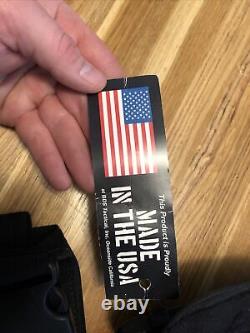 This Product is Proudly
MADE
IN THE USA
at BDS Tactical, Inc. Oceanside California